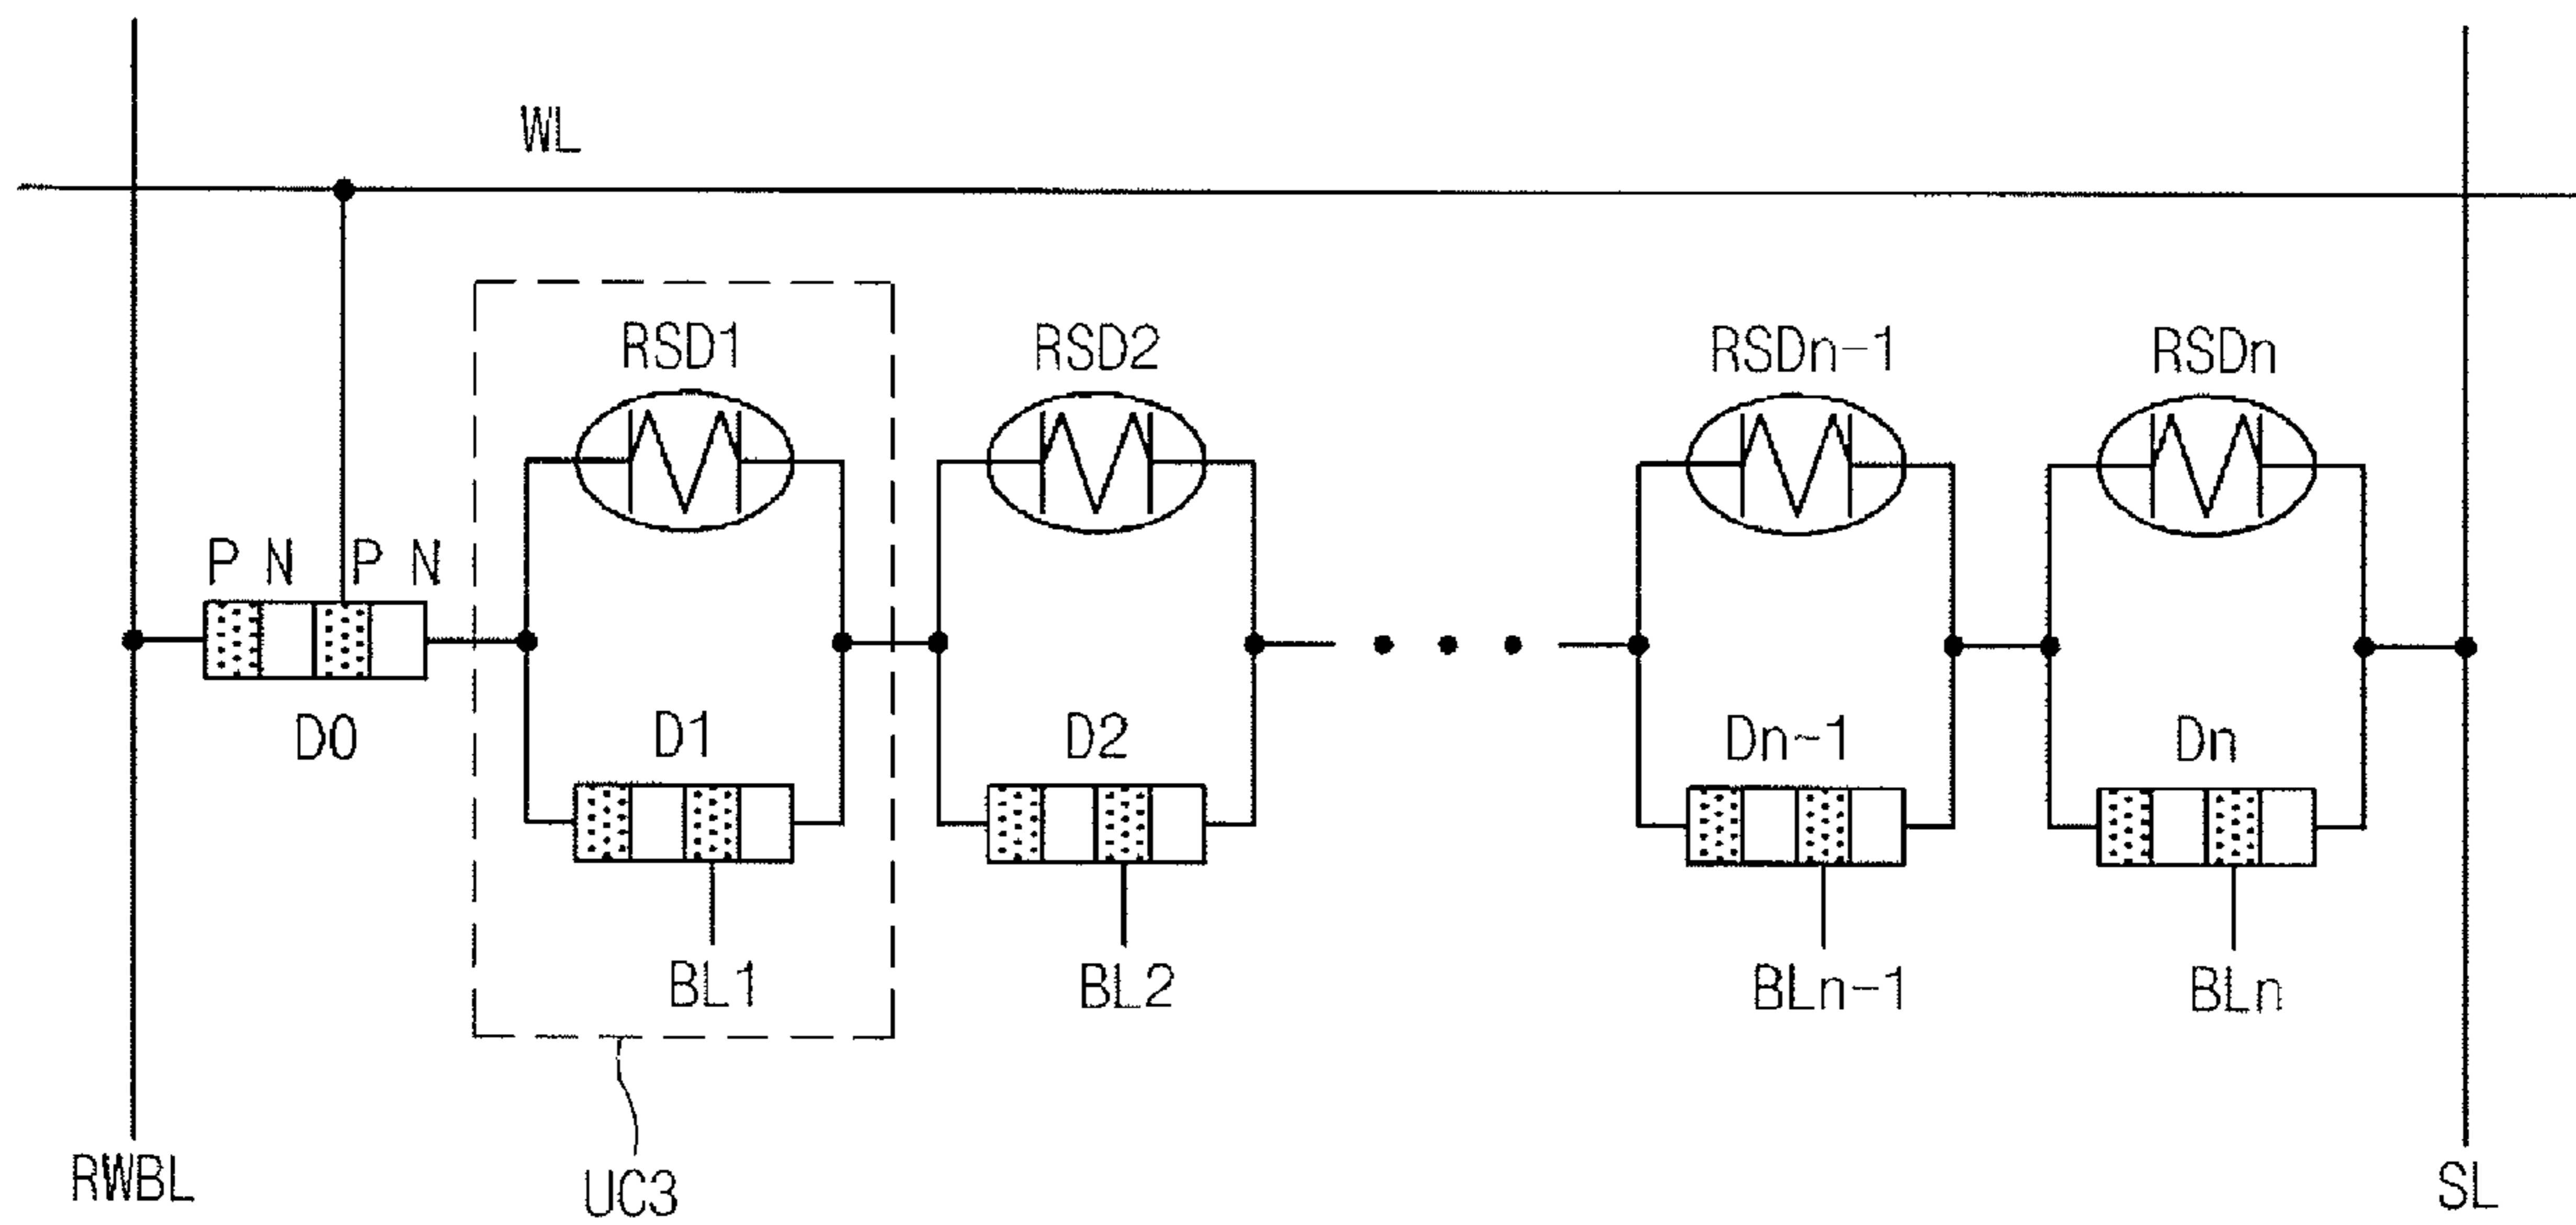 WL
RSD1 RSD2 RSDn-1 RSDn
P N P N
D0 D1 D2 Dn-1 Dn
BL1 BL2 BLn-1 BLn
RWBL UC3 SL